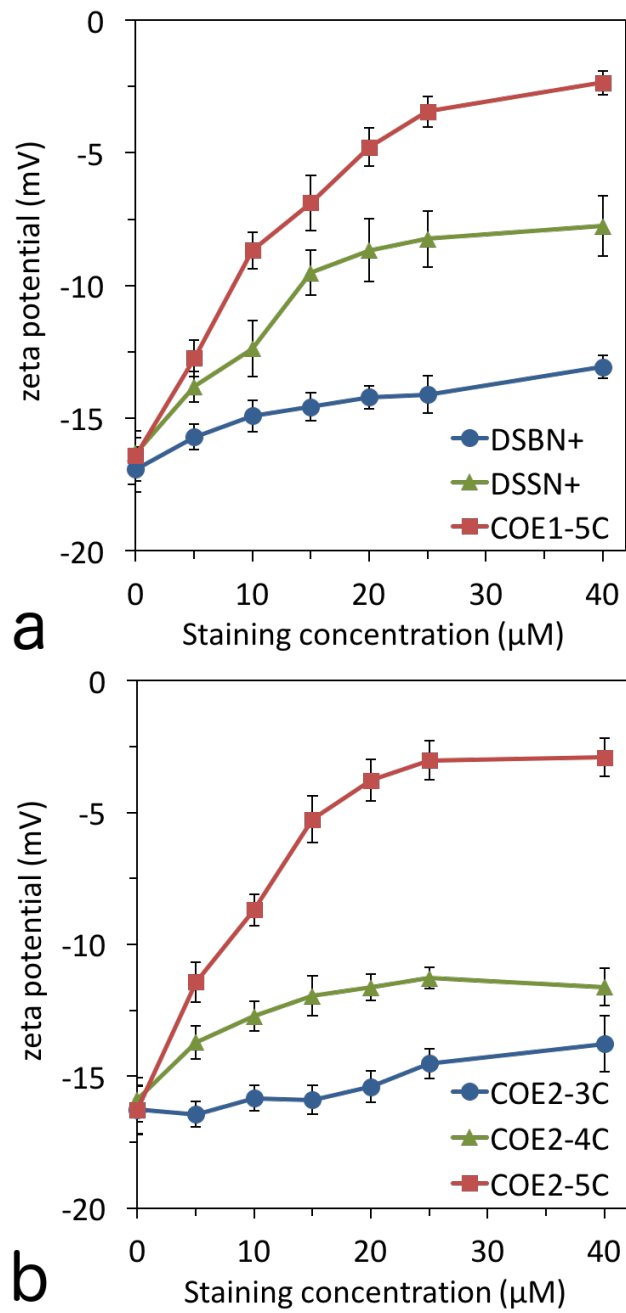 0
-5
-10
-15
-20
zeta potential (mV)
DSBN+
DSSN+
COE1-5C
0 10 20 30 40
Staining concentration (µM)
a
0
-5
-10
-15
-20
zeta potential (mV)
COE2-3C
COE2-4C
COE2-5C
0 10 20 30 40
Staining concentration (µM)
b